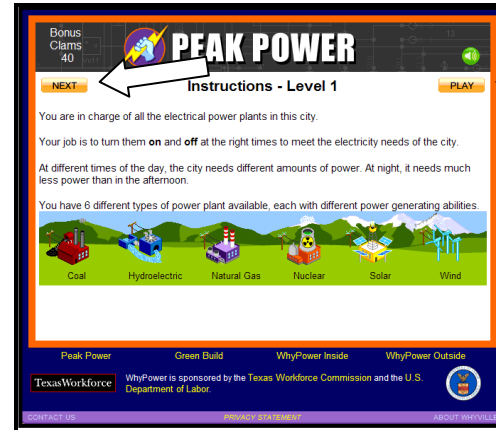 Bonus
Clams
40
PEAK POWER
13
NEXT
Instructions - Level 1
PLAY
You are in charge of all the electrical power plants in this city.
Your job is to turn them on and off at the right times to meet the electricity needs of the city.
At different times of the day, the city needs different amounts of power. At night, it needs much
less power than in the afternoon.
You have 6 different types of power plant available, each with different power generating abilities.
Coal Hydroelectric Natural Gas Nuclear Solar Wind
Peak Power Green Build WhyPower Inside WhyPower Outside
TexasWorkforce
WhyPower is sponsored by the Texas Workforce Commission and the U.S.
Department of Labor.
CONTACT US PRIVACY STATEMENT ABOUT WHYVILLE